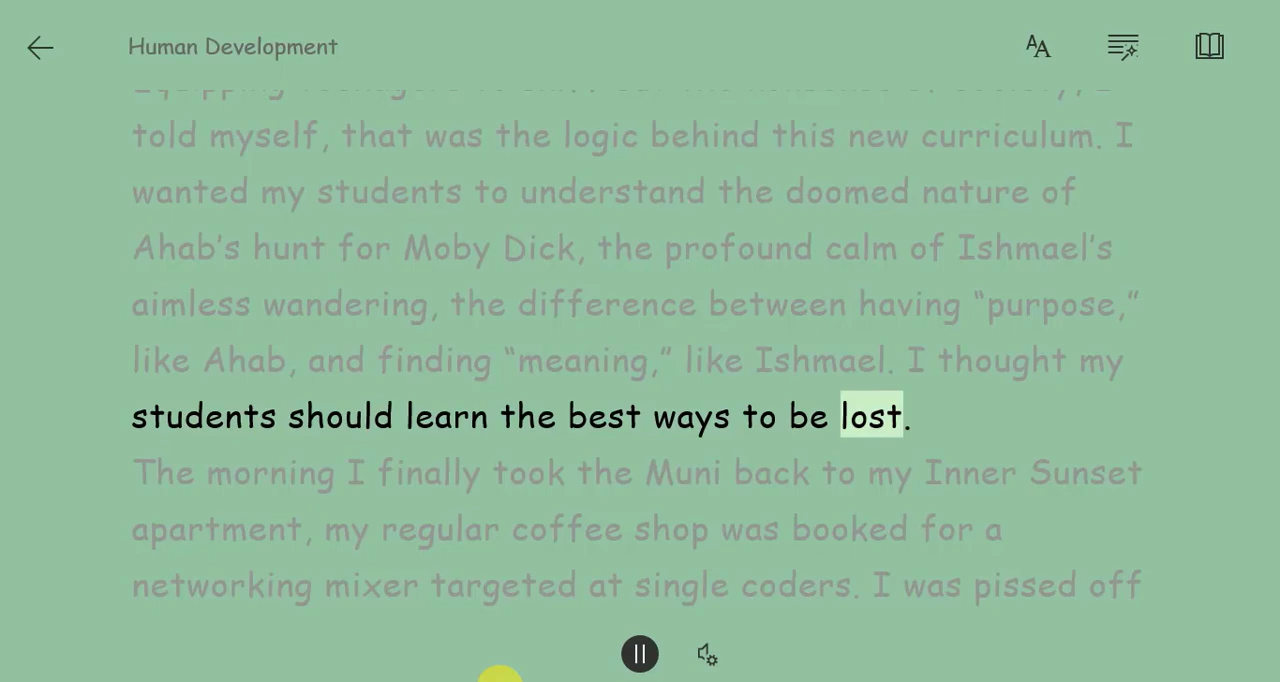 Human Development
told myself, that was the logic behind this new curriculum. I
wanted my students to understand the doomed nature of
Ahab’s hunt for Moby Dick, the profound calm of Ishmael’s
aimless wandering, the difference between having “purpose,”
like Ahab, and finding “meaning,” like Ishmael. I thought my
students should learn the best ways to be lost.
The morning I finally took the Muni back to my Inner Sunset
apartment, my regular coffee shop was booked for a
networking mixer targeted at single coders. I was pissed off